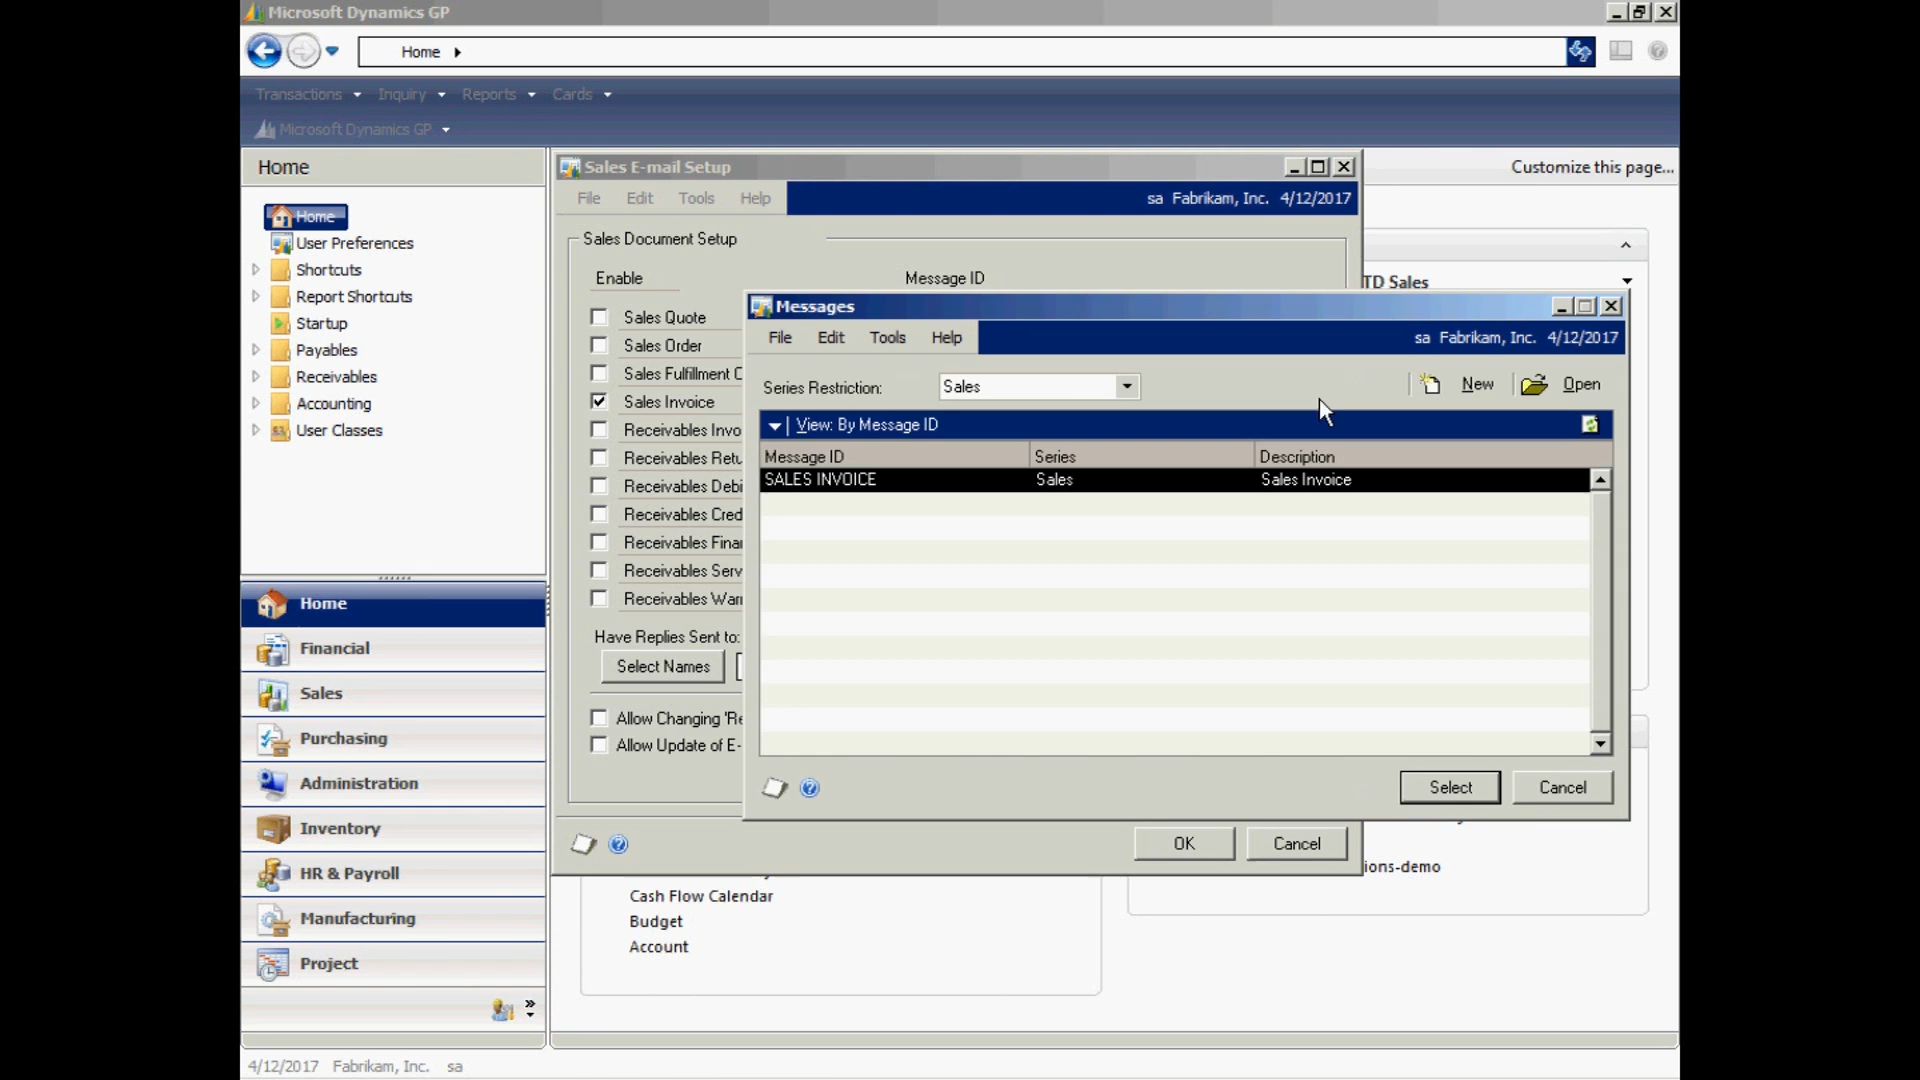 Microsoft Dynamics GP
Home
Transactions Inquiry Reports Cards
Microsoft Dynamics GP
Home
Home
User Preferences
Shortcuts
Report Shortcuts
Startup
Payables
Receivables
Accounting
User Classes
Home
Financial
Sales
Purchasing
Administration
Inventory
HR & Payroll
Manufacturing
Project
4/12/2017 Fabrikam, Inc. sa
Customize this page...
TD Sales
Sales E-mail Setup
File Edit Tools Help
sa Fabrikam, Inc. 4/12/2017
Sales Document Setup
Enable Message ID
Sales Quote
Sales Order
Sales Fulfillment
Sales Invoice
Receivables Invo
Receivables Retu
Receivables Debi
Receivables Cred
Receivables Finar
Receivables Serv
Receivables Warr
Have Replies Sent to:
Select Names
Allow Changing 'Re
Allow Update of E-
OK Cancel
Messages
File Edit Tools Help
sa Fabrikam, Inc. 4/12/2017
Series Restriction: Sales New Open
View: By Message ID
Message ID Series Description
SALES INVOICE Sales Sales Invoice
Select Cancel
ions-demo
Cash Flow Calendar
Budget
Account